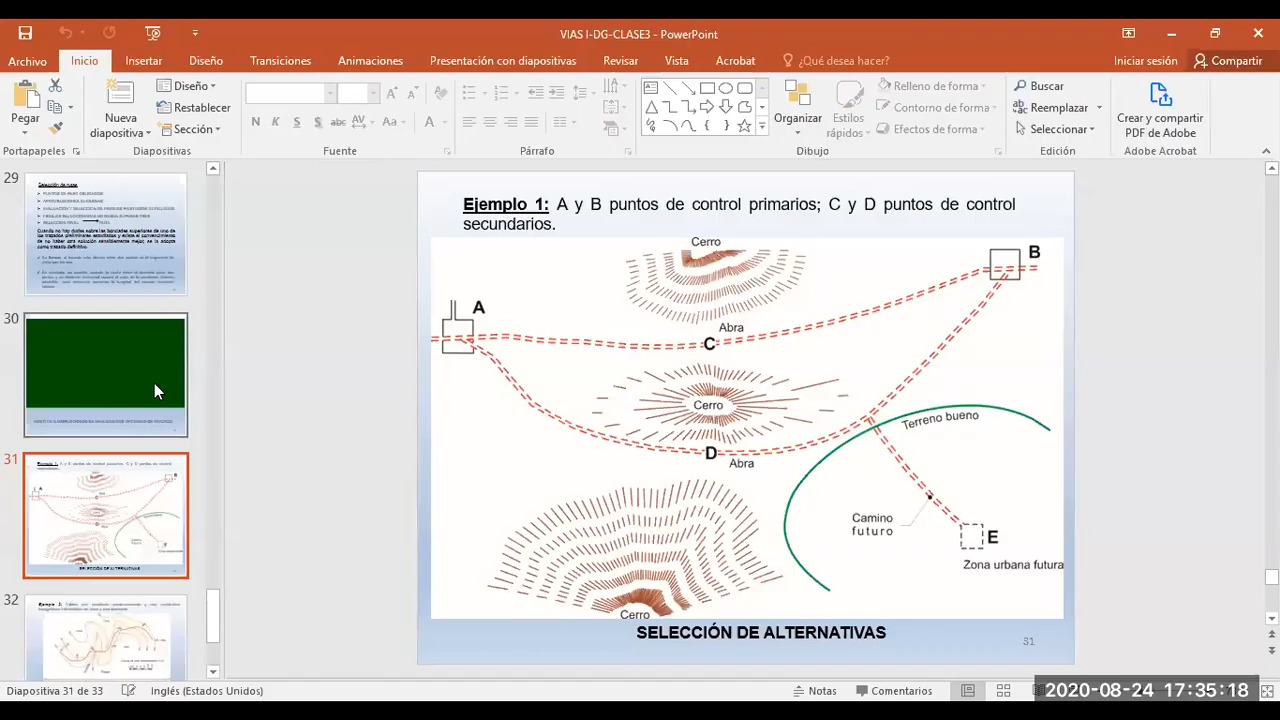 VIAS I-DG-CLASE3 - PowerPoint
Archivo Inicio Insertar Diseño Transiciones Animaciones Presentación con diapositivas Revisar Vista Acrobat ¿Qué desea hacer? Iniciar sesión Compartir
Pegar
Nueva
diapositiva
Diseño
Restablecer
Sección
N K S S abc AV Aa A
Organizar
Estilos
rápidos
Relleno de forma
Contorno de forma
Efectos de forma
Buscar
Reemplazar
Seleccionar
Crear y compartir
PDF de Adobe
Portapapeles Diapositivas Fuente Párrafo Dibujo Edición Adobe Acrobat
29
30
31
32
Ejemplo 1: A y B puntos de control primarios, C y D puntos de control
secundarios.
Cerro
B
A
Abra
C
Cerro
Terreno bueno
D
Abra
Camino
futuro
E
Zona urbana futura
Cerro
SELECCIÓN DE ALTERNATIVAS
31
Diapositiva 31 de 33 Inglés (Estados Unidos) Notas Comentarios
2020-08-24 17:35:18